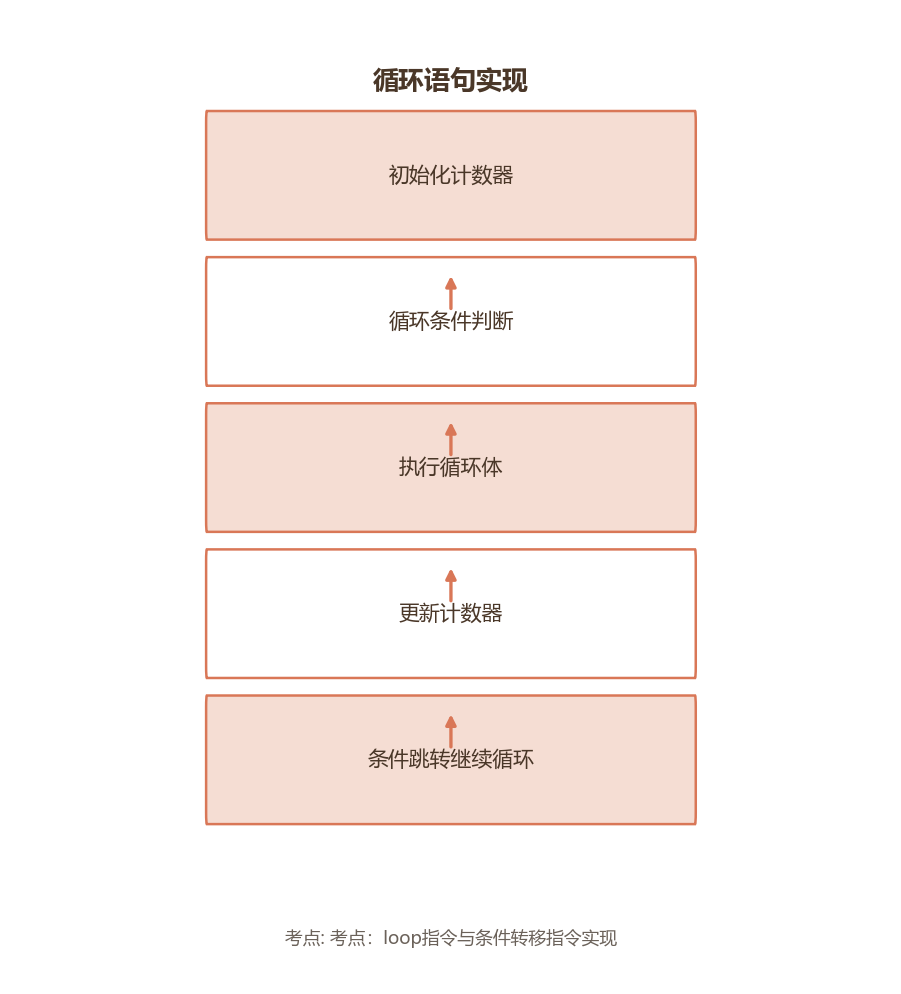 循环语句实现
初始化计数器
循环条件判断
执行循环体
更新计数器
条件跳转继续循环
考点: 考点：loop指令与条件转移指令实现